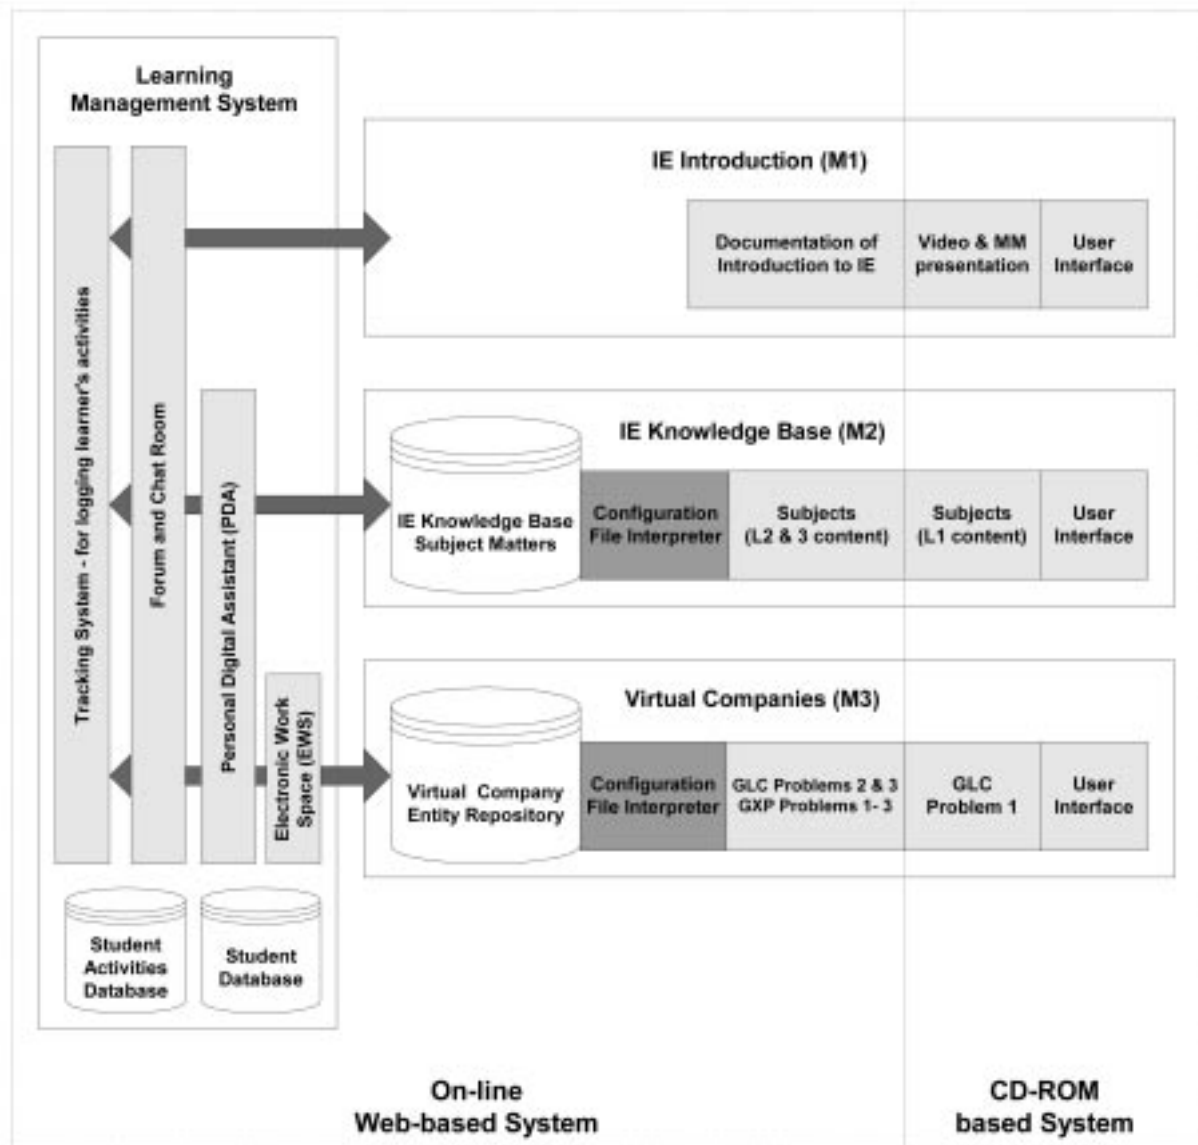 Learning
Management System
Tracking System - for logging learner's activities
Forum and Chat Room
Personal Digital Assistant (PDA)
Electronic Work
Space (EWS)
Student
Activities
Database
Student
Database
IE Introduction (M1)
Documentation of
Introduction to IE
Video & MM
presentation
User
Interface
IE Knowledge Base (M2)
IE Knowledge Base
Subject Matters
Configuration
File Interpreter
Subjects
(L2 & 3 content)
Subjects
(L1 content)
User
Interface
Virtual Companies (M3)
Virtual Company
Entity Repository
Configuration
File Interpreter
GLC Problems 2 & 3
GXP Problems 1- 3
GLC
Problem 1
User
Interface
On-line
Web-based System
CD-ROM
based System